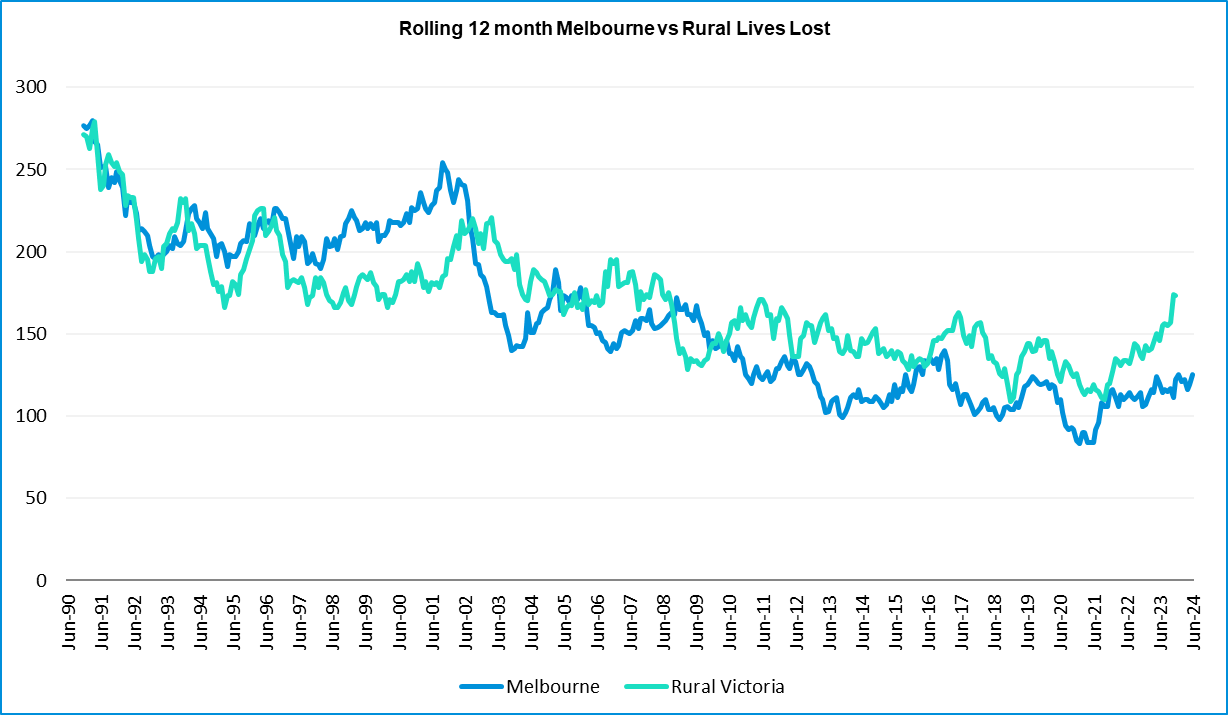 Rolling 12 month Melbourne vs Rural Lives Lost
300
250
200
150
100
50
0
Jun-90
Jun-91
Jun-92
Jun-93
Jun-94
Jun-95
Jun-96
Jun-97
Jun-98
Jun-99
Jun-00
Jun-01
Jun-02
Jun-03
Jun-04
Jun-05
Jun-06
Jun-07
Jun-08
Jun-09
Jun-10
Jun-11
Jun-12
Jun-13
Jun-14
Jun-15
Jun-16
Jun-17
Jun-18
Jun-19
Jun-20
Jun-21
Jun-22
Jun-23
Jun-24
Melbourne
Rural Victoria